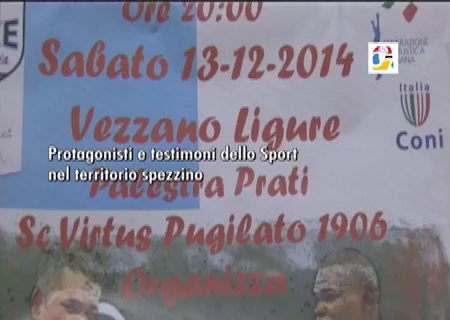 Ore 20:00
Sabato 13-12-2014
Italia
Coni
Vezzano Ligure
Protagonisti e testimoni dello Sport
nel territorio spezzino
Palestra Prati
Sc Virtus Pugilato 1906
Organizza